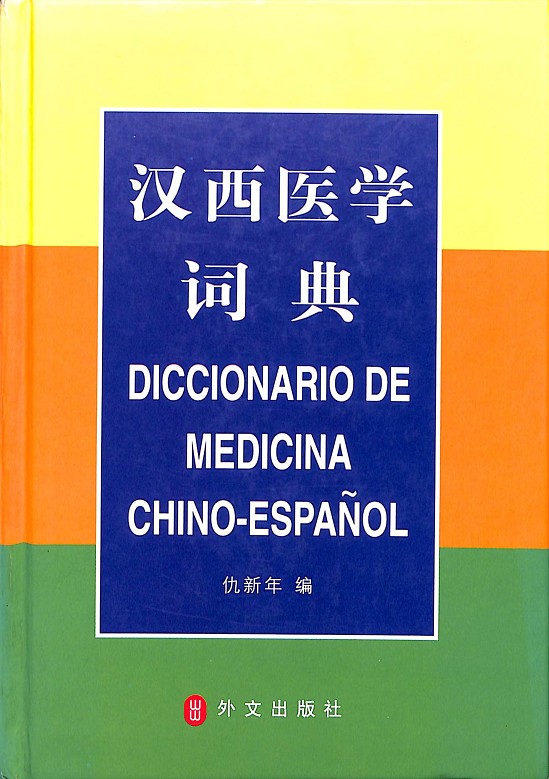 汉西医学
词典
DICCIONARIO DE
MEDICINA
CHINO-ESPAÑOL
仇新年 编
外文出版社